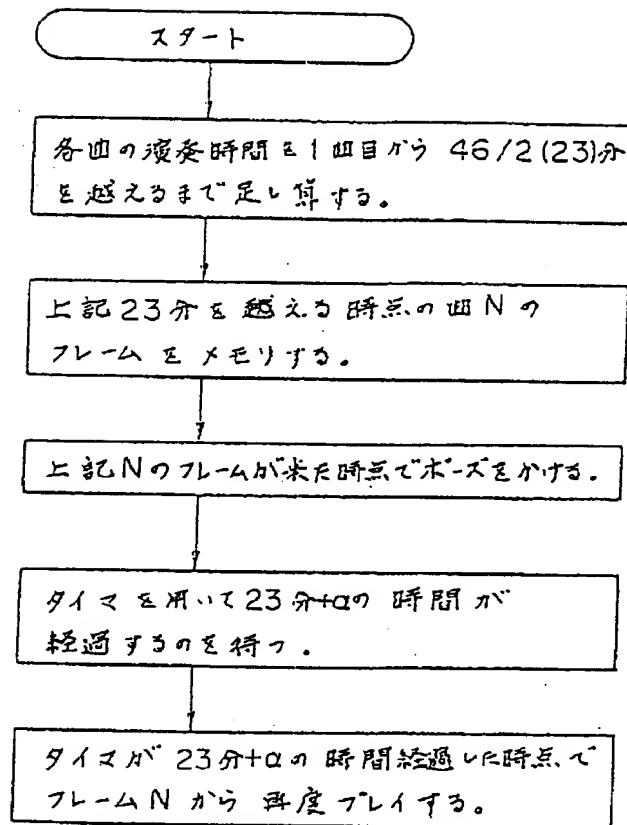 スタート
各曲の演奏時間を1曲目から 46/2(23)分
を越えるまで足し算する。
上記23分を越える時点の曲Nの
フレームをメモリする。
上記Nのフレームが来た時点でポーズをかける。
タイマを用いて23分+αの時間が
経過するのを待つ.
タイマが23分+αの時間経過した時点で
フレームNから再度プレイする。